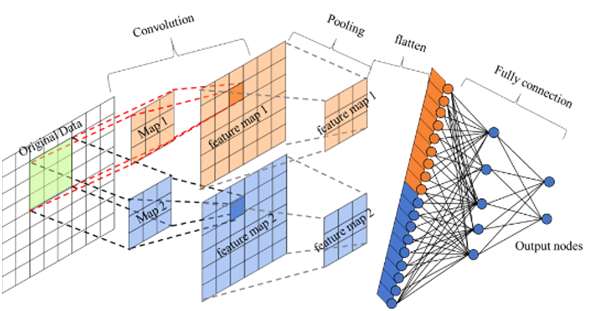 Convolution
Pooling
flatten
Fully connection
Original Data
Map 1
feature map 1
feature map 1
Map 2
feature map 2
feature map 2
Output nodes